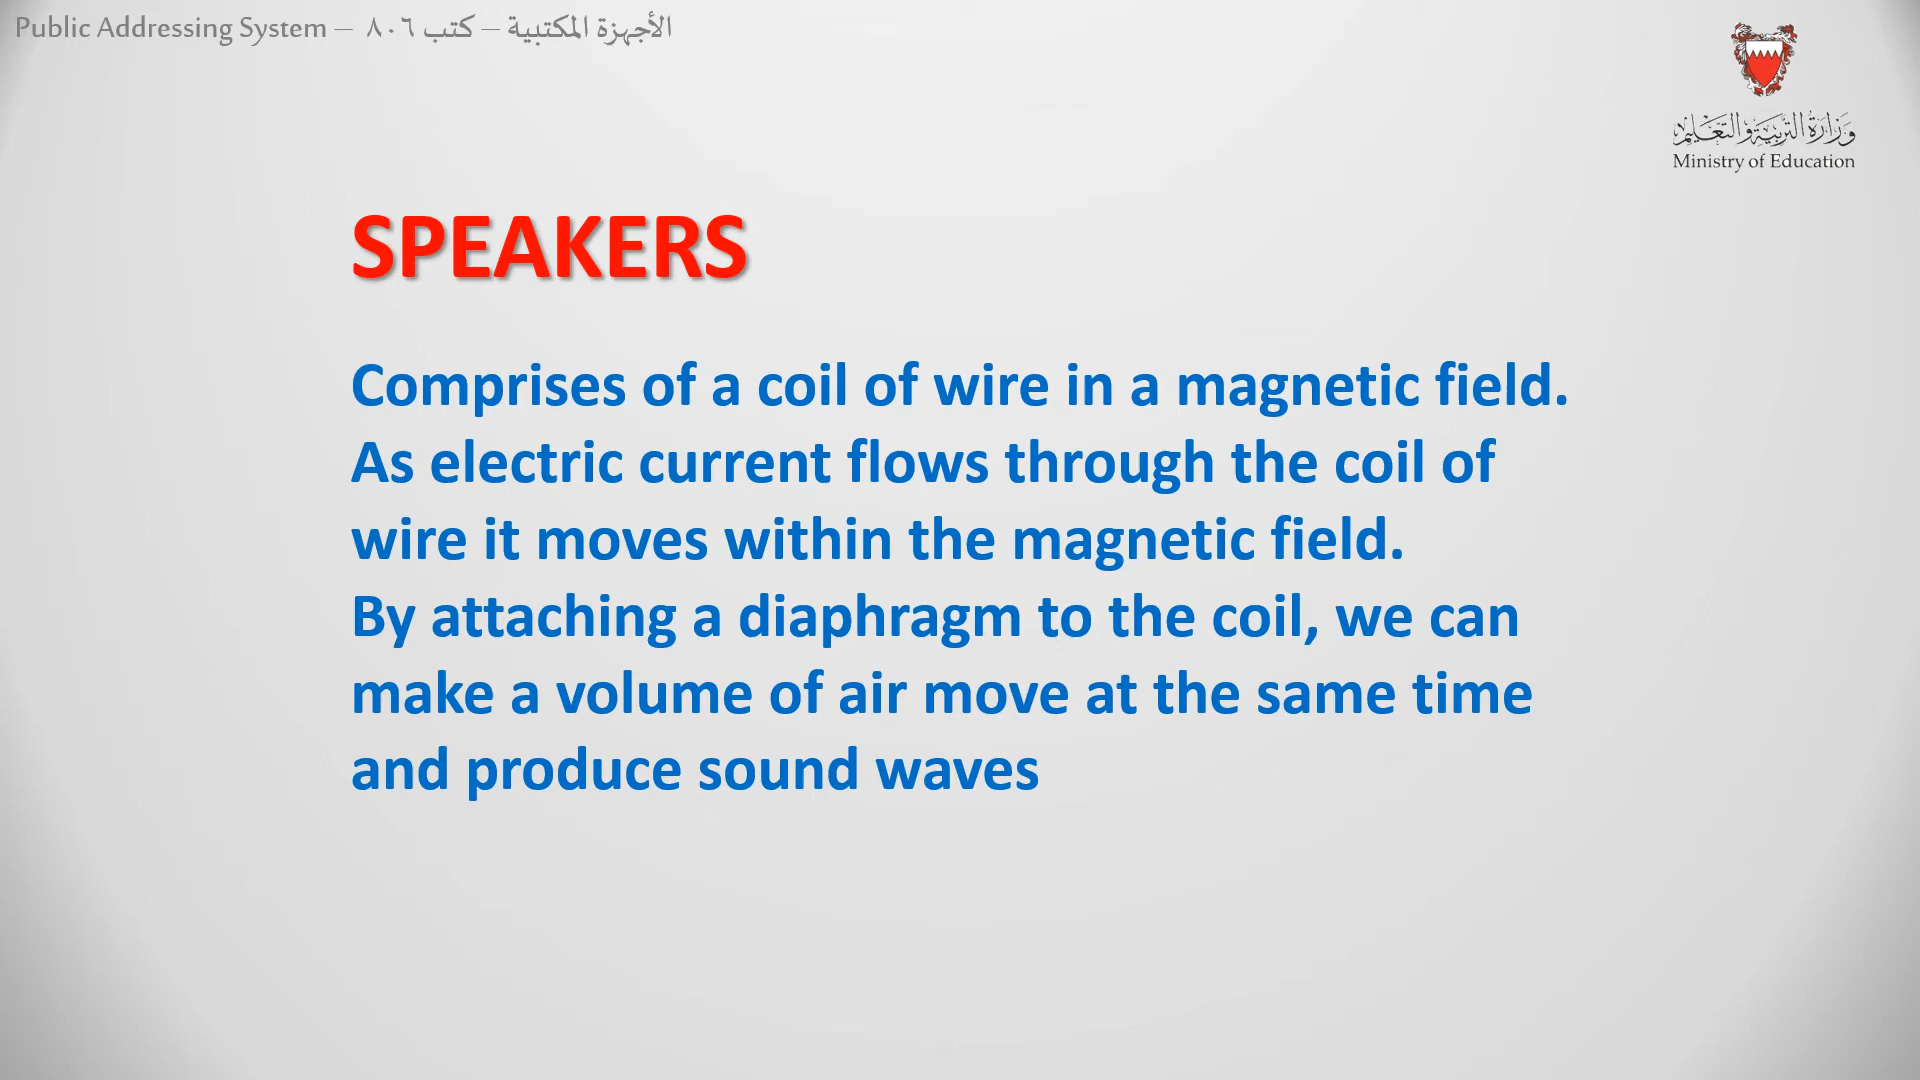 Public Addressing System – الأجهزة المكتبية – كتب ٨٠٦
وزارة التربية والتعليم
Ministry of Education
SPEAKERS
Comprises of a coil of wire in a magnetic field.
As electric current flows through the coil of
wire it moves within the magnetic field.
By attaching a diaphragm to the coil, we can
make a volume of air move at the same time
and produce sound waves